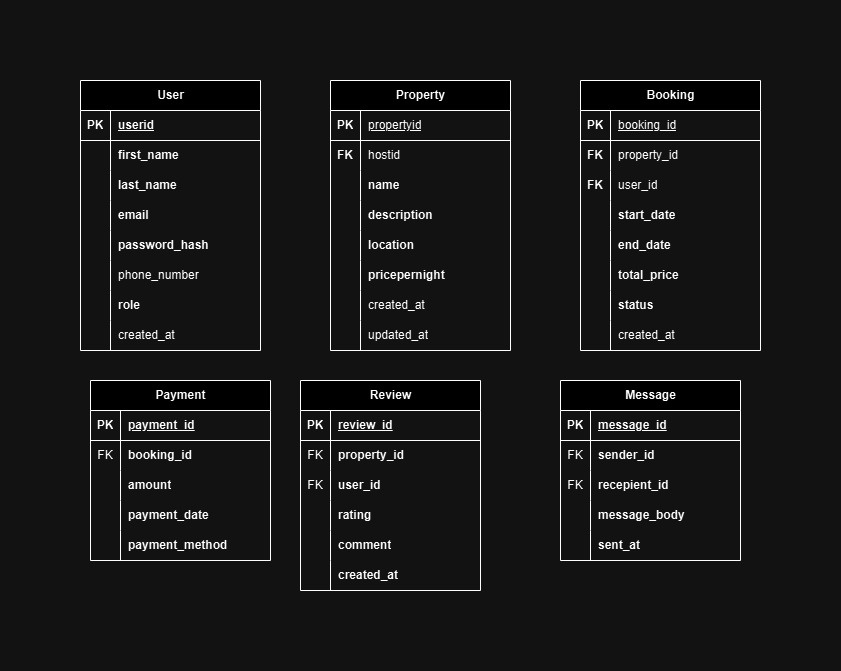 User
PK userid
first_name
last_name
email
password_hash
phone_number
role
created_at
Property
PK propertyid
FK hostid
name
description
location
pricepernight
created_at
updated_at
Booking
PK booking_id
FK property_id
FK user_id
start_date
end_date
total_price
status
created_at
Payment
PK payment_id
FK booking_id
amount
payment_date
payment_method
Review
PK review_id
FK property_id
FK user_id
rating
comment
created_at
Message
PK message_id
FK sender_id
FK recepient_id
message_body
sent_at